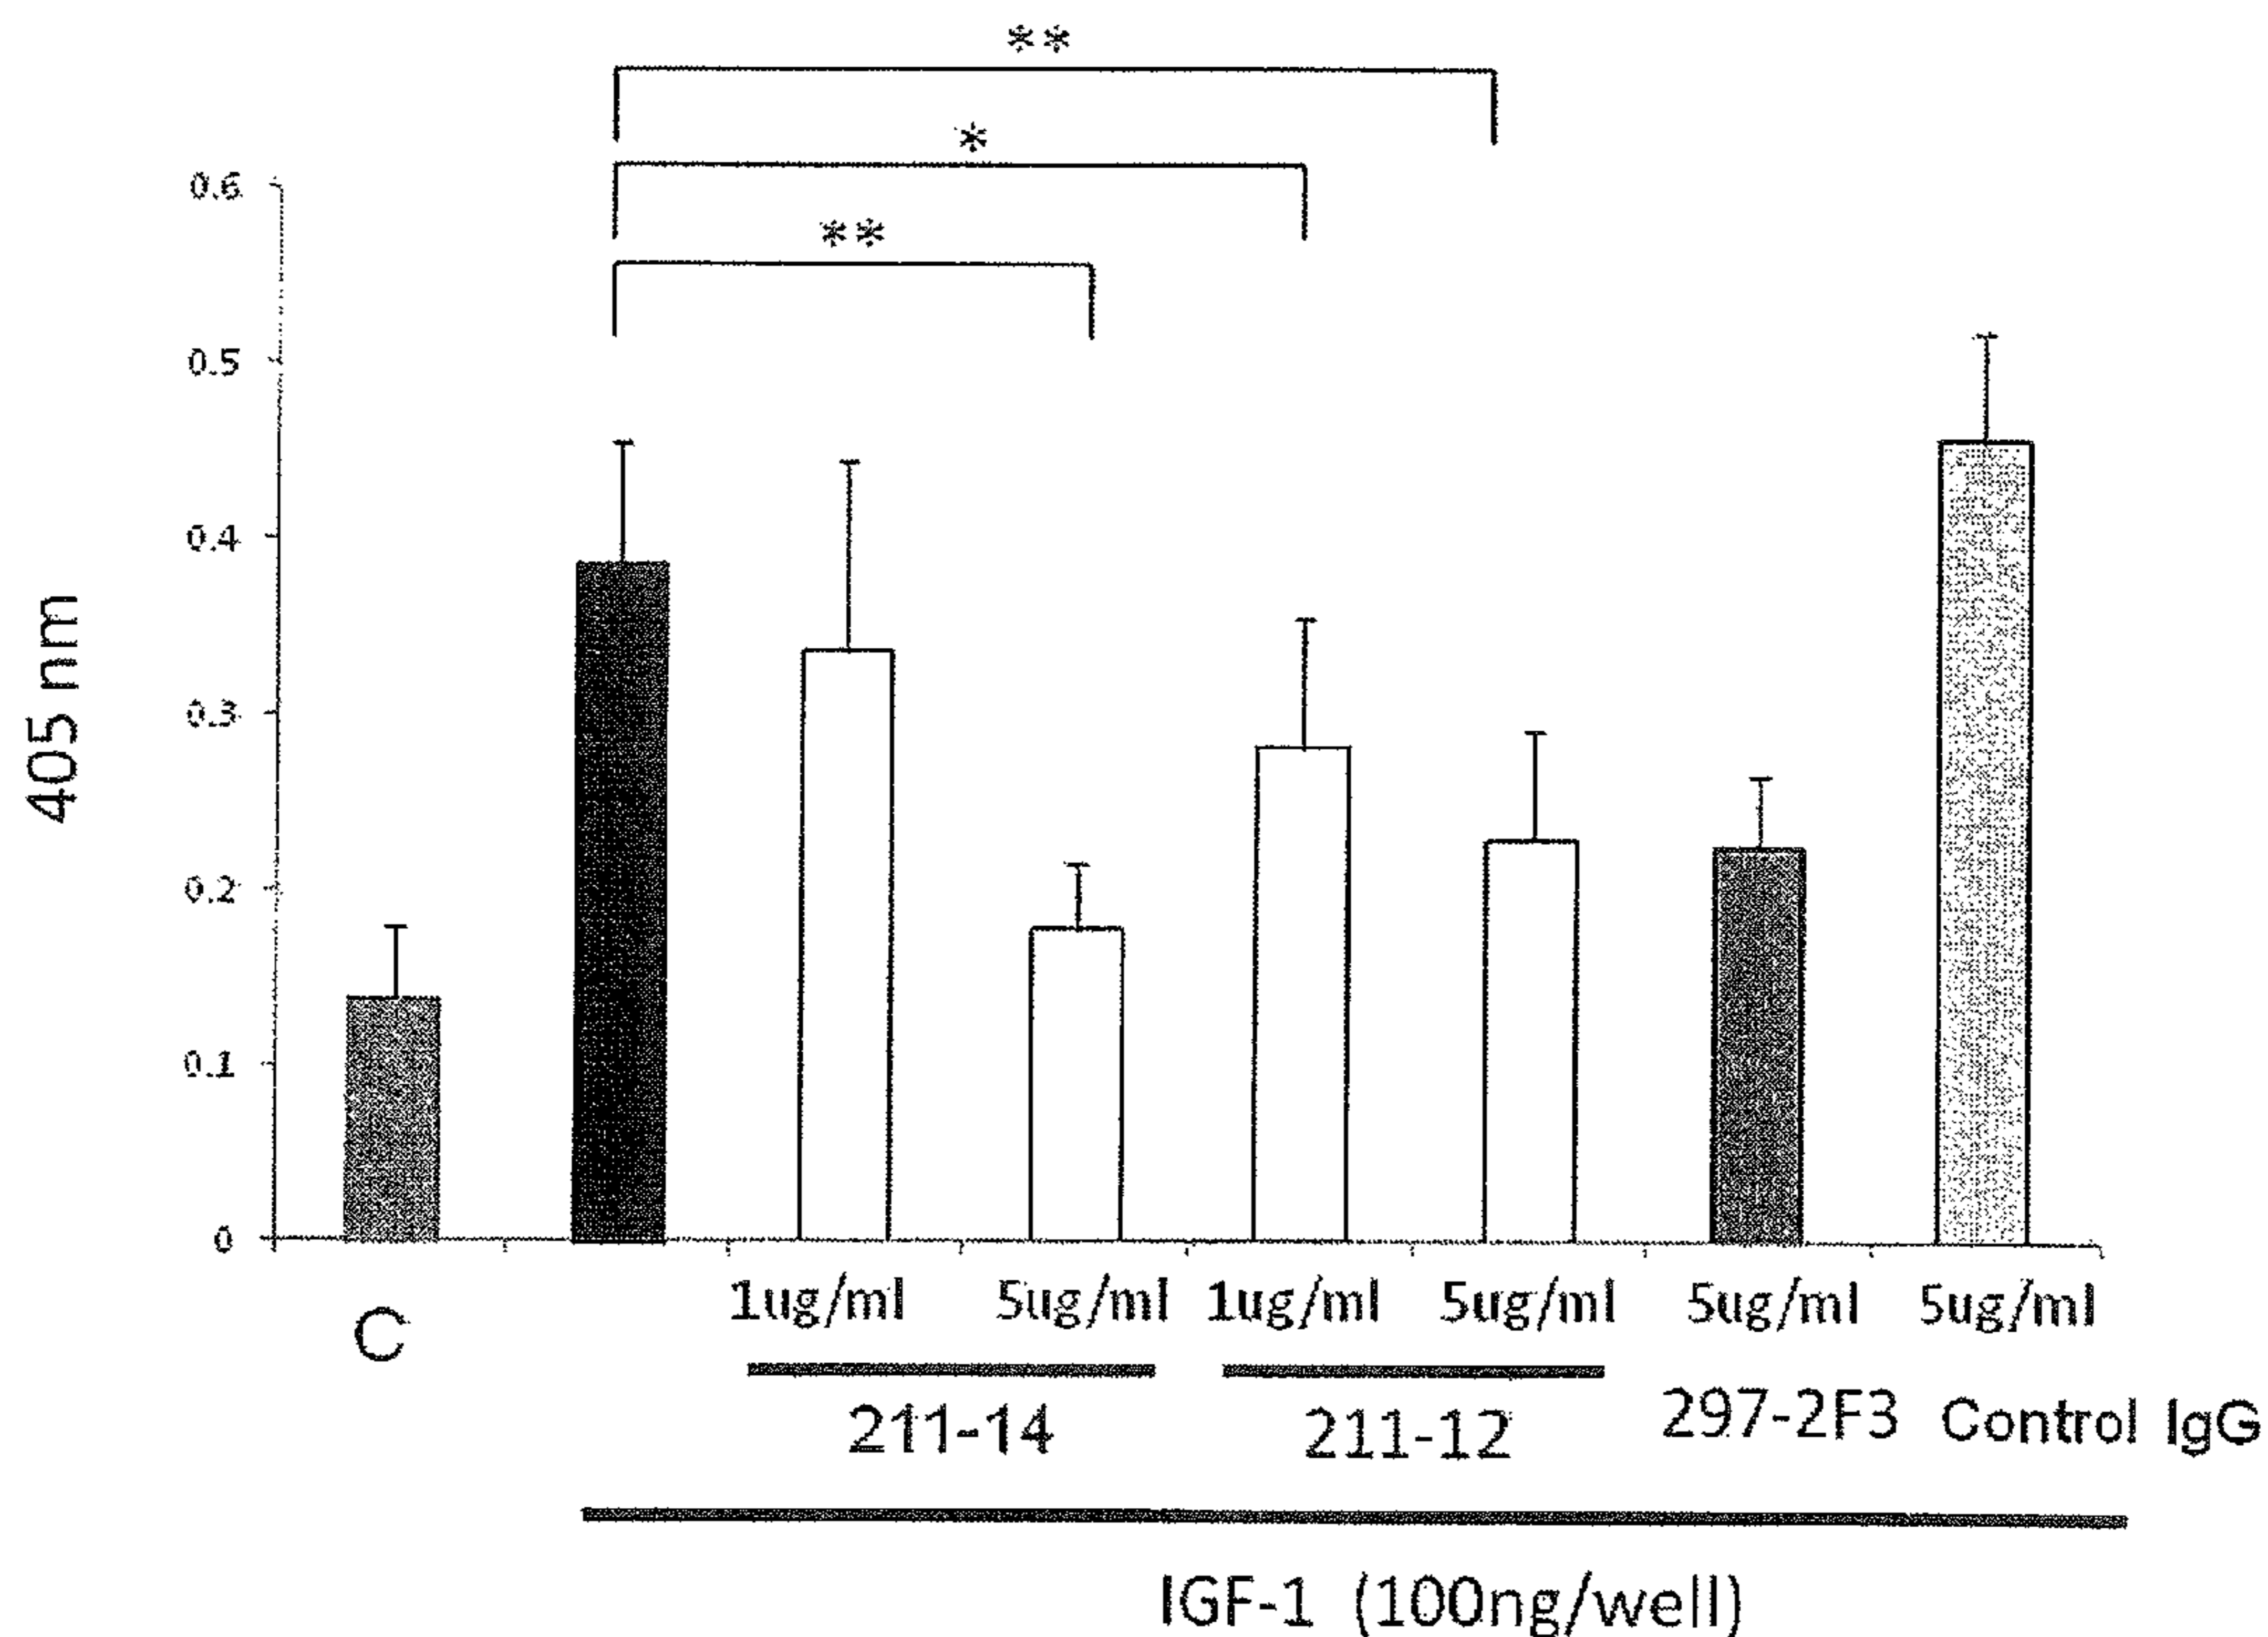 **
*
**
0.6
0.5
0.4
0.3
0.2
0.1
0
405 nm
C
1ug/ml 5ug/ml 1ug/ml 5ug/ml 5ug/ml 5ug/ml
211-14 211-12 297-2F3 Control IgG
IGF-1 (100ng/well)